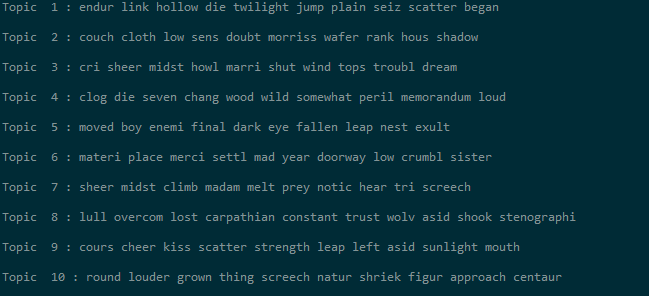 Topic  1 : endur link hollow die twilight jump plain seiz scatter began
Topic  2 : couch cloth low sens doubt morriss wafer rank hous shadow
Topic  3 : cri sheer midst howl marri shut wind tops troubl dream
Topic  4 : clog die seven chang wood wild somewhat peril memorandum loud
Topic  5 : moved boy enemi final dark eye fallen leap nest exult
Topic  6 : materi place merci settl mad year doorway low crumbl sister
Topic  7 : sheer midst climb madam melt prey notic hear tri screech
Topic  8 : lull overcom lost carpathian constant trust wolv asid shook stenographi
Topic  9 : cours cheer kiss scatter strength leap left asid sunlight mouth
Topic  10 : round louder grown thing screech natur shriek figur approach centaur